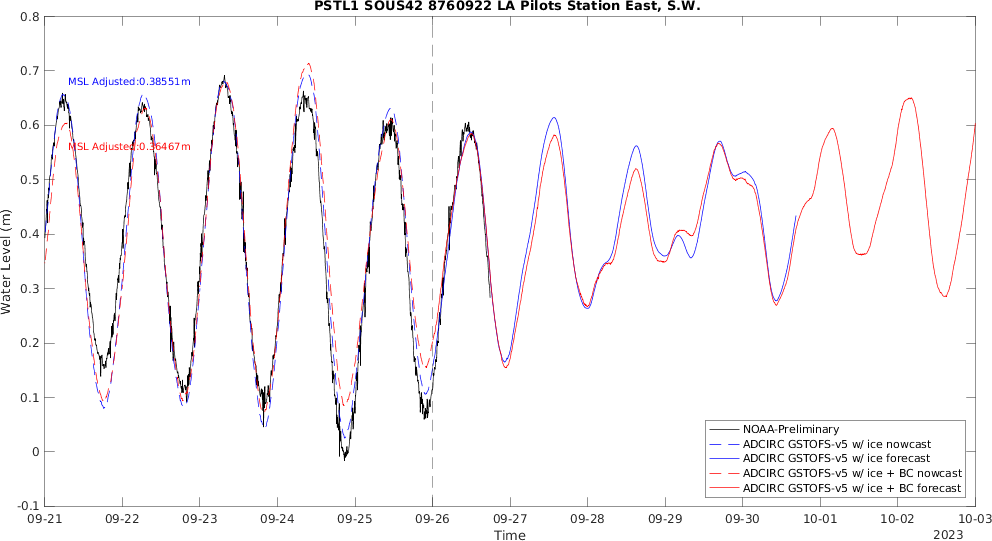 PSTL1 SOUS42 8760922 LA Pilots Station East, S.W.
0.8
0.7
0.6
0.5
0.4
0.3
0.2
0.1
0
-0.1
Water Level (m)
MSL Adjusted:0.38551m
MSL Adjusted:0.36467m
NOAA-Preliminary
ADCIRC GSTOFS-v5 w/ ice nowcast
ADCIRC GSTOFS-v5 w/ ice forecast
ADCIRC GSTOFS-v5 w/ ice + BC nowcast
ADCIRC GSTOFS-v5 w/ ice + BC forecast
09-21 09-22 09-23 09-24 09-25 09-26 09-27 09-28 09-29 09-30 10-01 10-02 10-03
Time
2023